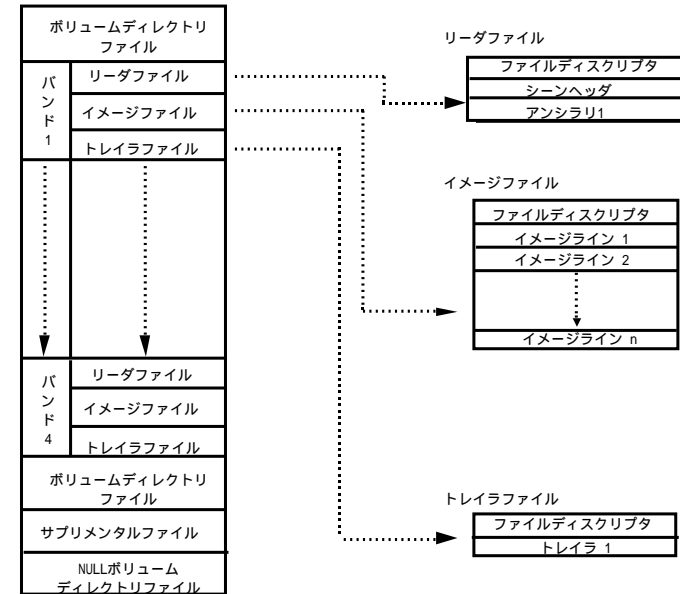 ボリュームディレクトリ
ファイル
バンド1
リーダファイル
イメージファイル
トレイラファイル
バンド4
リーダファイル
イメージファイル
トレイラファイル
ボリュームディレクトリ
ファイル
サプリメンタルファイル
NULLボリューム
ディレクトリファイル
リーダファイル
ファイルディスクリプタ
シーンヘッダ
アンシラリ1
イメージファイル
ファイルディスクリプタ
イメージライン 1
イメージライン 2
イメージライン n
トレイラファイル
ファイルディスクリプタ
トレイラ 1